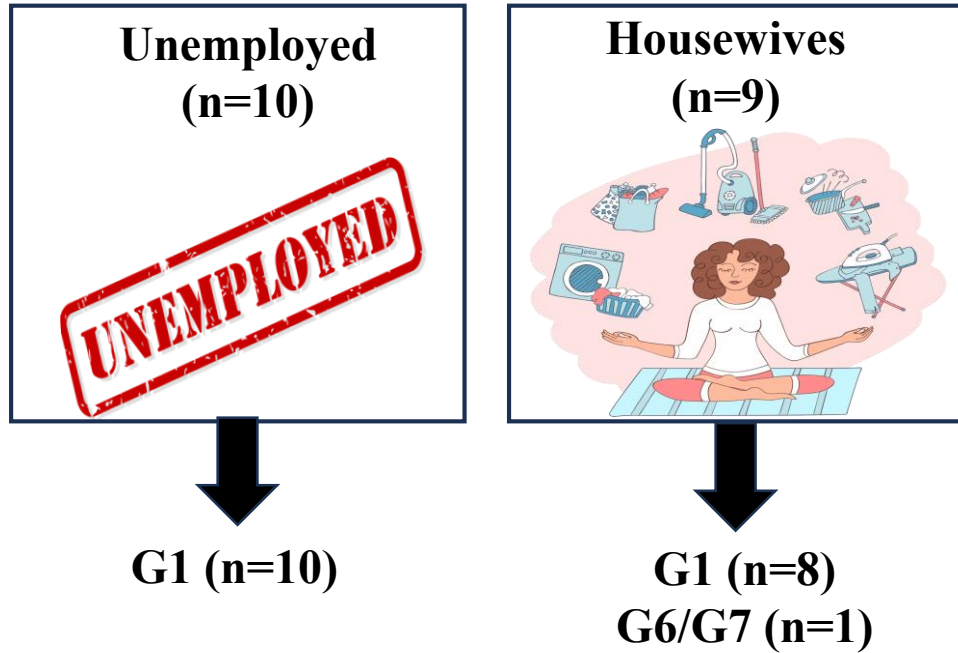 Unemployed
(n=10)
UNEMPLOYED
G1 (n=10)
Housewives
(n=9)
G1 (n=8)
G6/G7 (n=1)